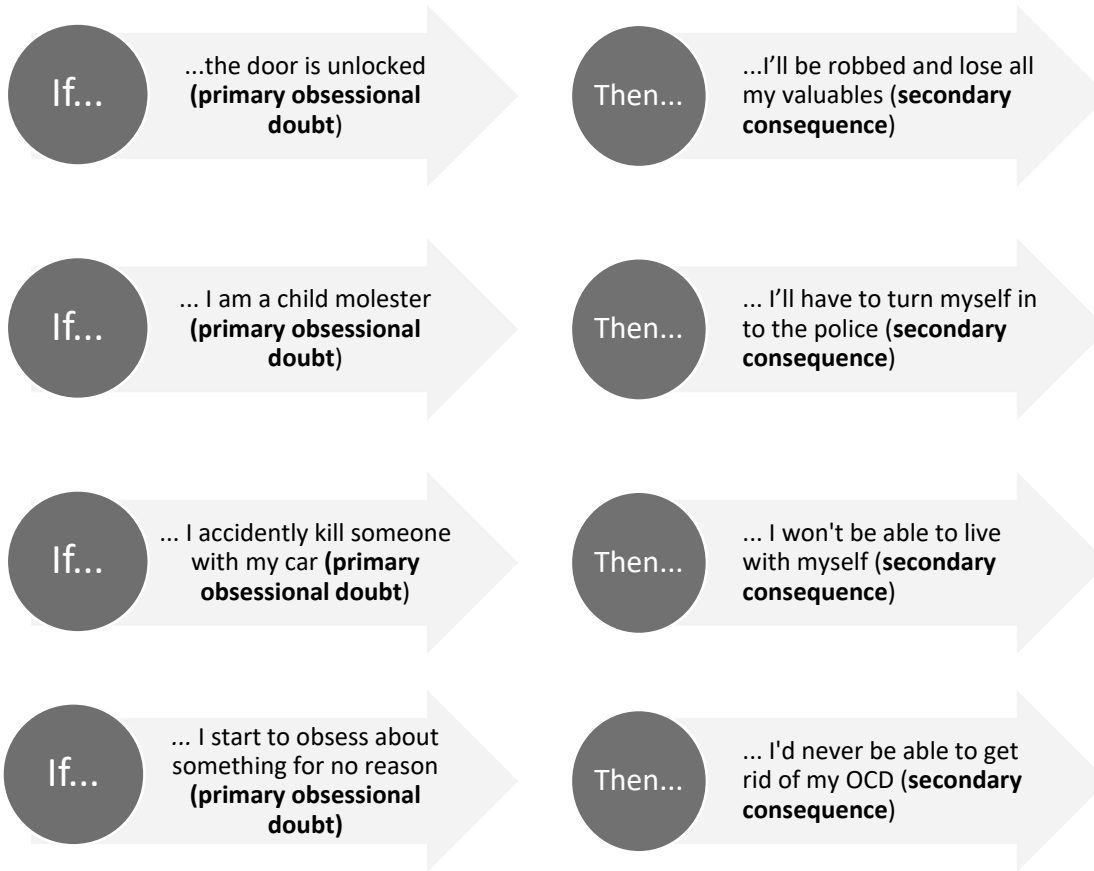 If...
...the door is unlocked
(primary obsessional
doubt)
Then...
...I’ll be robbed and lose all
my valuables (secondary
consequence)
If...
... I am a child molester
(primary obsessional
doubt)
Then...
... I’ll have to turn myself in
to the police (secondary
consequence)
If...
... I accidently kill someone
with my car (primary
obsessional doubt)
Then...
... I won't be able to live
with myself (secondary
consequence)
If...
... I start to obsess about
something for no reason
(primary obsessional
doubt)
Then...
... I'd never be able to get
rid of my OCD (secondary
consequence)